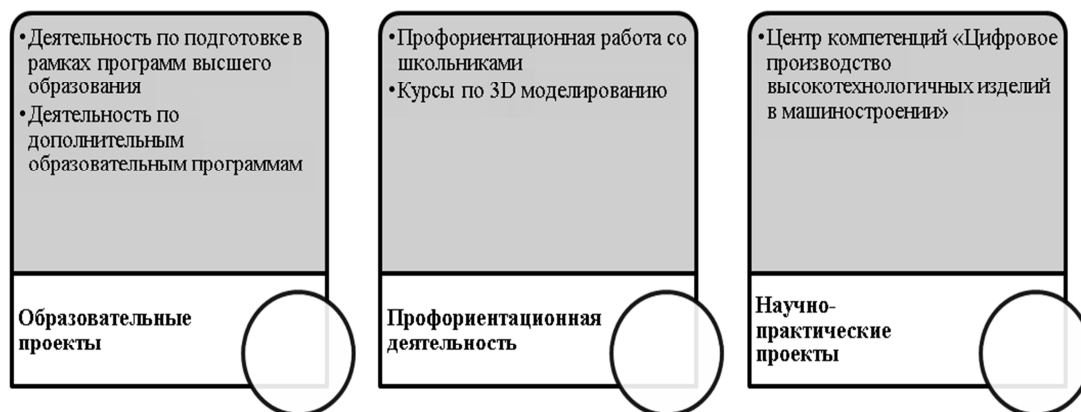 •Деятельность по подготовке в
рамках программ высшего
образования
•Деятельность по
дополнительным
образовательным программам
Образовательные
проекты
•Профориентационная работа со
школьниками
•Курсы по 3D моделированию
Профориентационная
деятельность
•Центр компетенций «Цифровое
производство
высокотехнологичных изделий
в машиностроении»
Научно-
практические
проекты